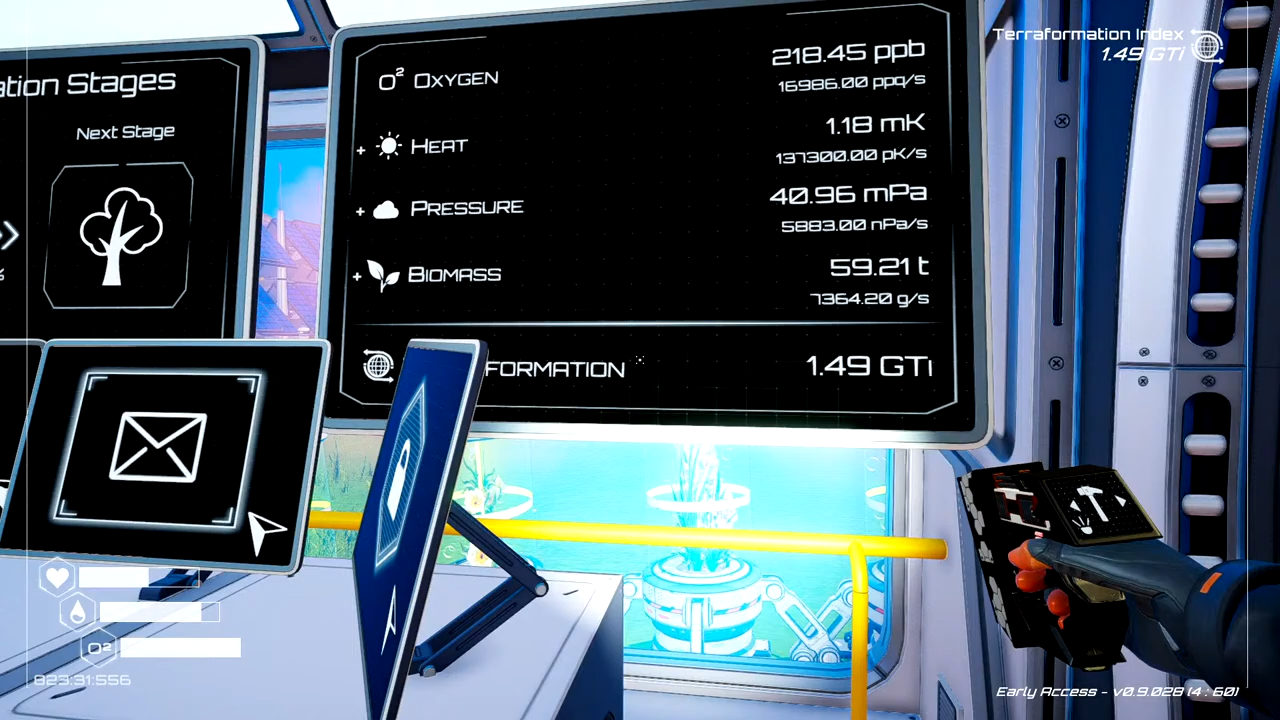 Terraformation Index
1.49 GTi
ation Stages
Next Stage
O² OXYGEN
218.45 ppb
16986.00 ppq/s
+ HEAT
1.18 mK
137300.00 pK/s
+ PRESSURE
40.96 mPa
5883.00 nPa/s
+ BIOMASS
59.21 t
7364.20 g/s
FORMATION
1.49 GTi
%
O²
823:31:556
Early Access - v0.9.028 (4 : 60)